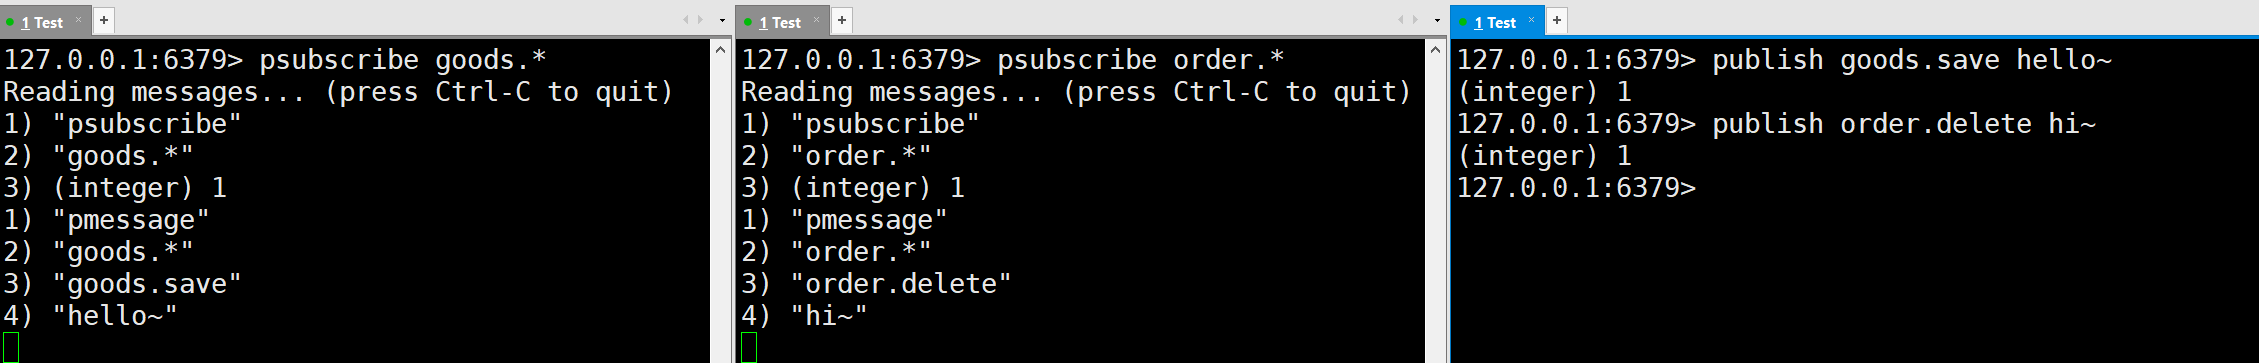 1 Test × +
127.0.0.1:6379> psubscribe goods.*
Reading messages... (press Ctrl-C to quit)
1) "psubscribe"
2) "goods.*"
3) (integer) 1
1) "pmessage"
2) "goods.*"
3) "goods.save"
4) "hello~"
1 Test × +
127.0.0.1:6379> psubscribe order.*
Reading messages... (press Ctrl-C to quit)
1) "psubscribe"
2) "order.*"
3) (integer) 1
1) "pmessage"
2) "order.*"
3) "order.delete"
4) "hi~"
1 Test × +
127.0.0.1:6379> publish goods.save hello~
(integer) 1
127.0.0.1:6379> publish order.delete hi~
(integer) 1
127.0.0.1:6379>